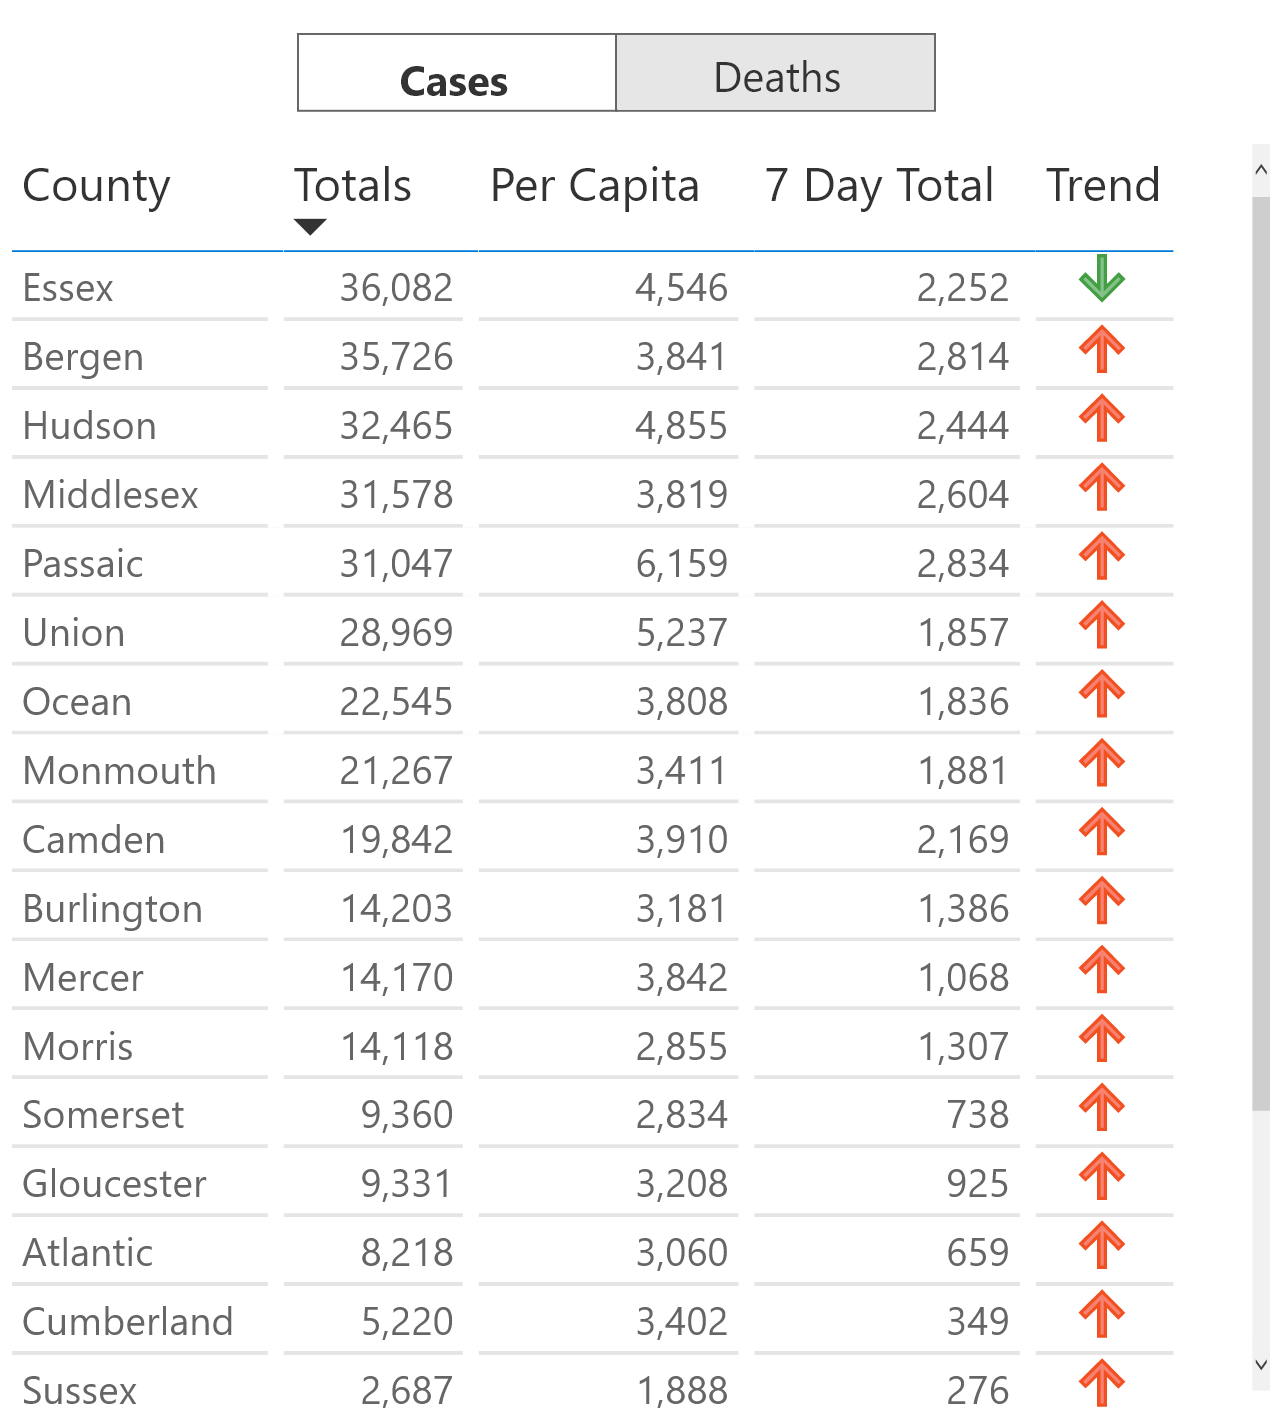 Cases Deaths
County Totals Per Capita 7 Day Total Trend
Essex 36,082 4,546 2,252
Bergen 35,726 3,841 2,814
Hudson 32,465 4,855 2,444
Middlesex 31,578 3,819 2,604
Passaic 31,047 6,159 2,834
Union 28,969 5,237 1,857
Ocean 22,545 3,808 1,836
Monmouth 21,267 3,411 1,881
Camden 19,842 3,910 2,169
Burlington 14,203 3,181 1,386
Mercer 14,170 3,842 1,068
Morris 14,118 2,855 1,307
Somerset 9,360 2,834 738
Gloucester 9,331 3,208 925
Atlantic 8,218 3,060 659
Cumberland 5,220 3,402 349
Sussex 2,687 1,888 276